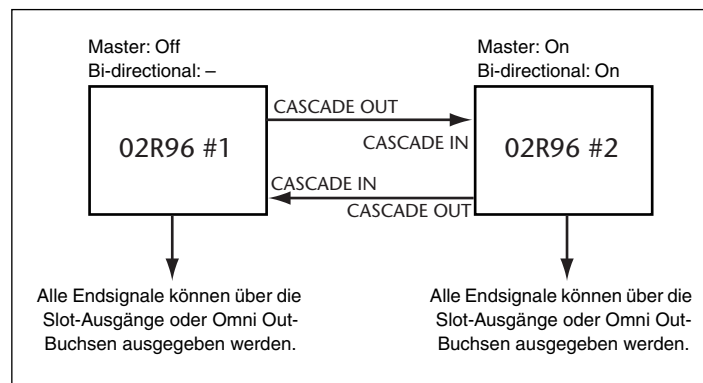 Master: Off
Bi-directional: –
Master: On
Bi-directional: On
02R96 #1
CASCADE OUT
CASCADE IN
CASCADE IN
CASCADE OUT
02R96 #2
Alle Endsignale können über die
Slot-Ausgänge oder Omni Out-
Buchsen ausgegeben werden.
Alle Endsignale können über die
Slot-Ausgänge oder Omni Out-
Buchsen ausgegeben werden.